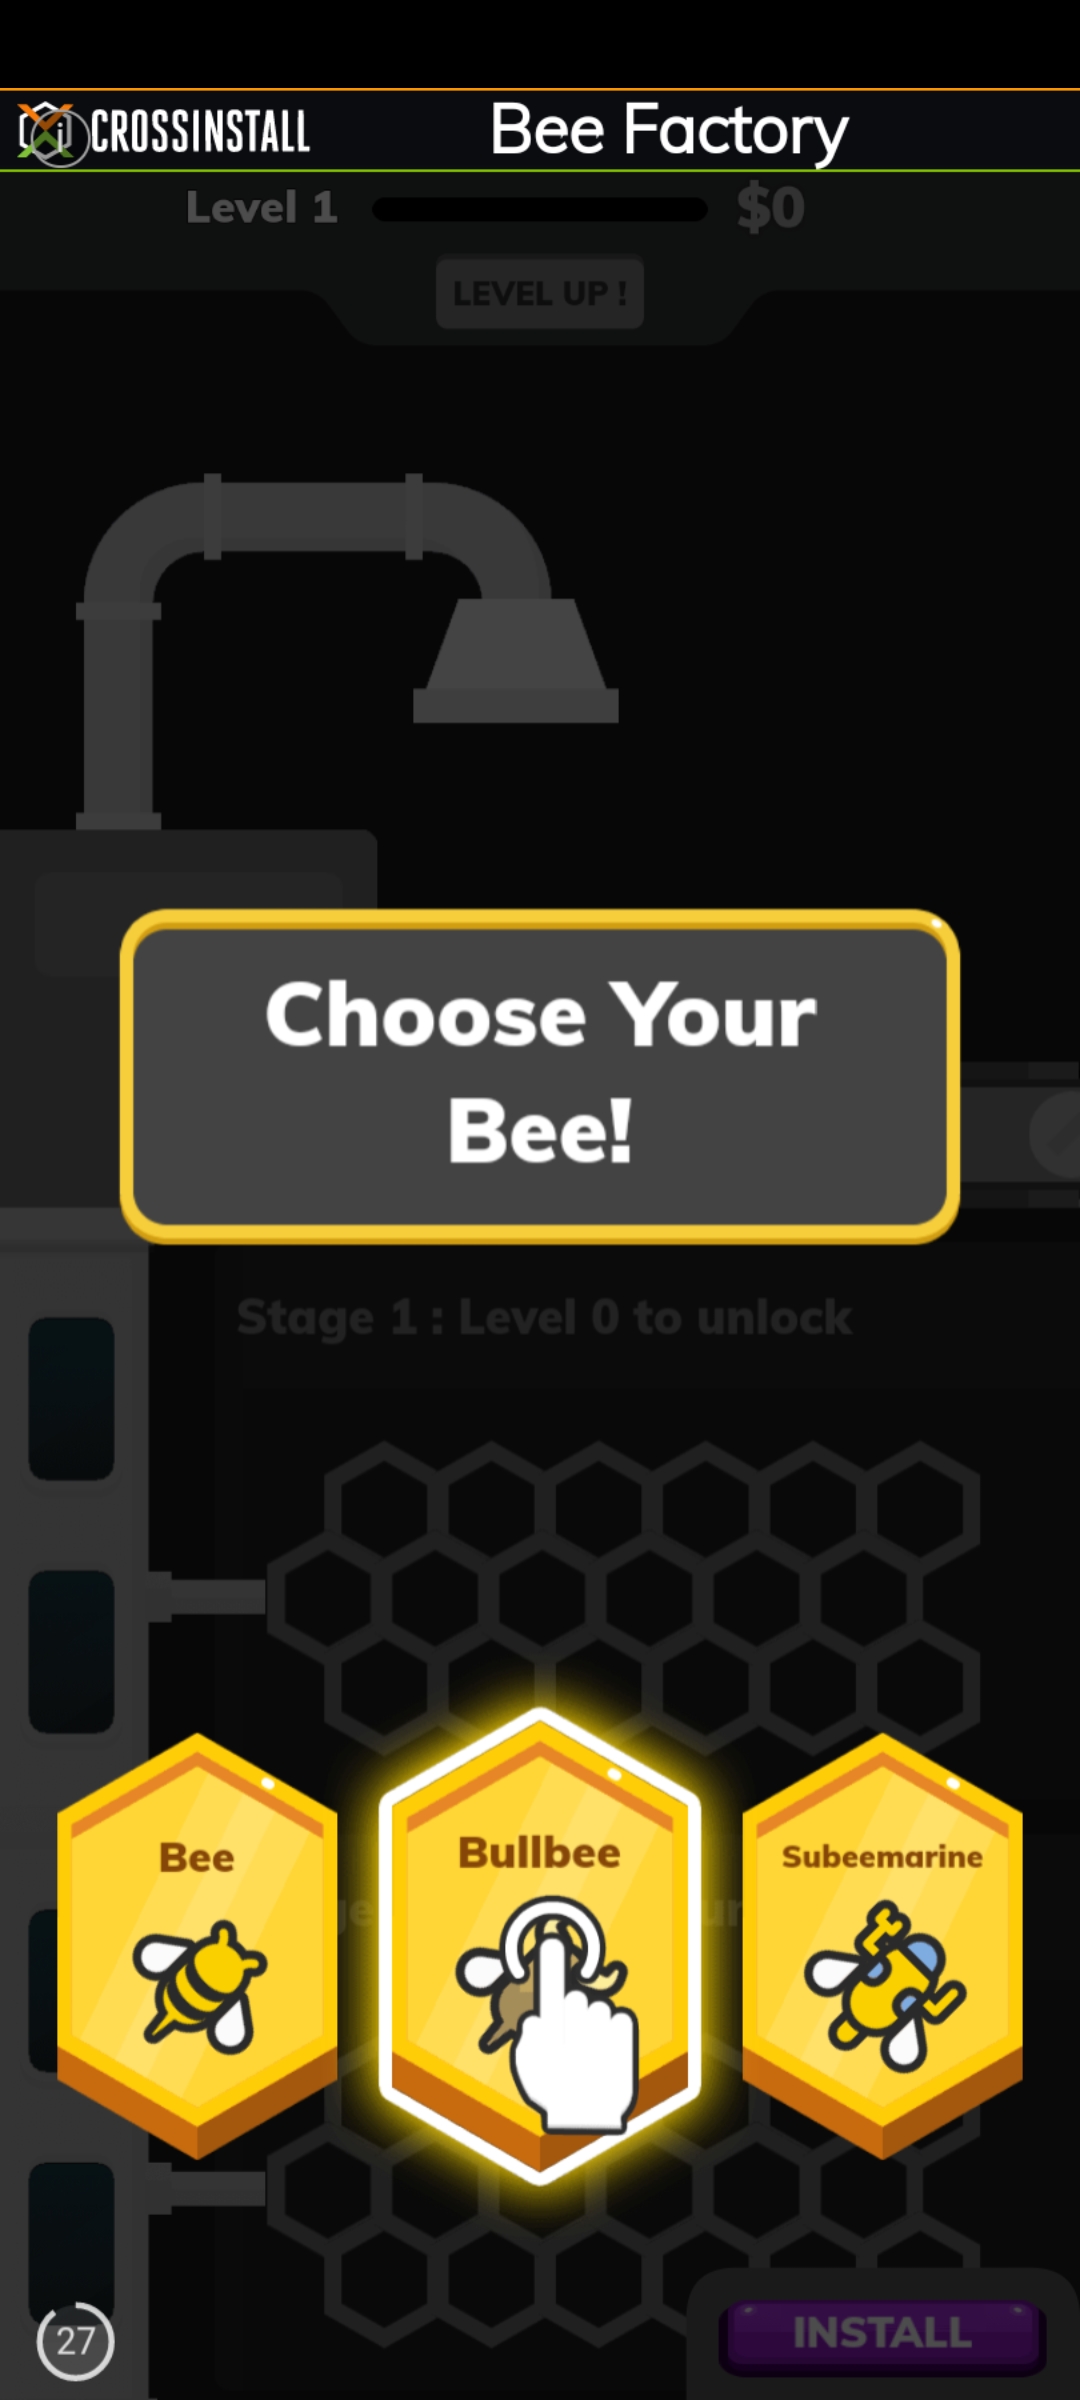 CROSSINSTALL
Bee Factory
Level 1
$0
LEVEL UP !
Choose Your
Bee!
Stage 1 : Level 0 to unlock
Bee
Bullbee
Subeemarine
27
INSTALL